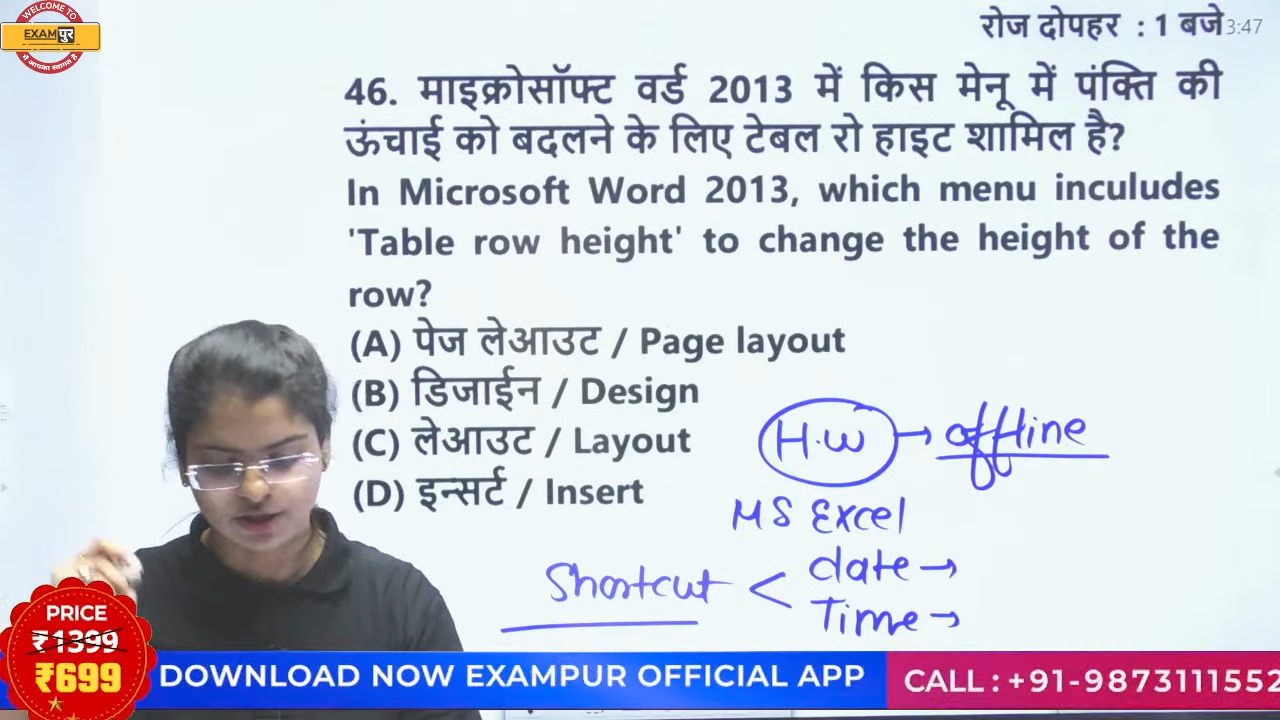 WELCOME TO
EXAMपुर
में आपका स्वागत है
रोज दोपहर : 1 बजे
3:47
46. माइक्रोसॉफ्ट वर्ड 2013 में किस मेनू में पंक्ति की
ऊंचाई को बदलने के लिए टेबल रो हाइट शामिल है?
In Microsoft Word 2013, which menu inculudes
'Table row height' to change the height of the
row?
(A) पेज लेआउट / Page layout
(B) डिजाईन / Design
(C) लेआउट / Layout
(D) इन्सर्ट / Insert
H.W → offline
MS Excel
Shortcut < date →
Time →
PRICE
₹1399
₹699
DOWNLOAD NOW EXAMPUR OFFICIAL APP
CALL : +91-9873111552